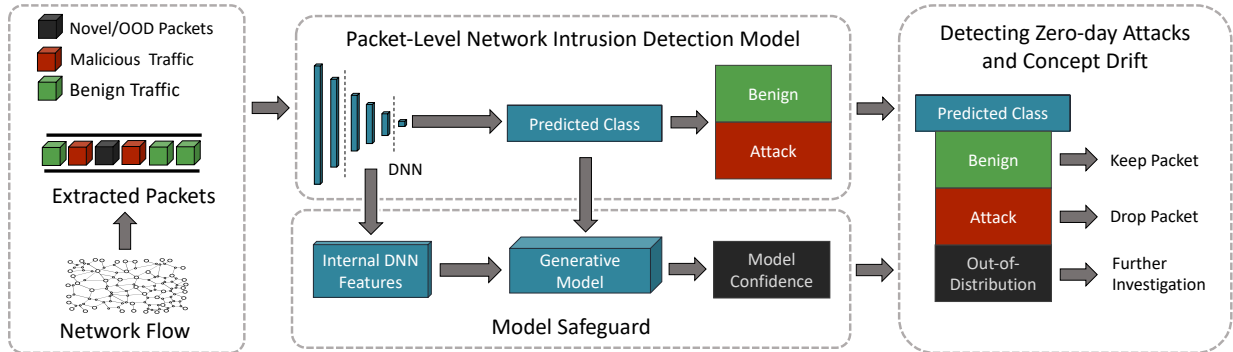 Novel/OOD Packets
Malicious Traffic
Benign Traffic
Extracted Packets
Network Flow
Packet-Level Network Intrusion Detection Model
DNN
Predicted Class
Benign
Attack
Internal DNN
Features
Generative
Model
Model
Confidence
Model Safeguard
Detecting Zero-day Attacks
and Concept Drift
Predicted Class
Benign
Keep Packet
Attack
Drop Packet
Out-of-
Distribution
Further
Investigation